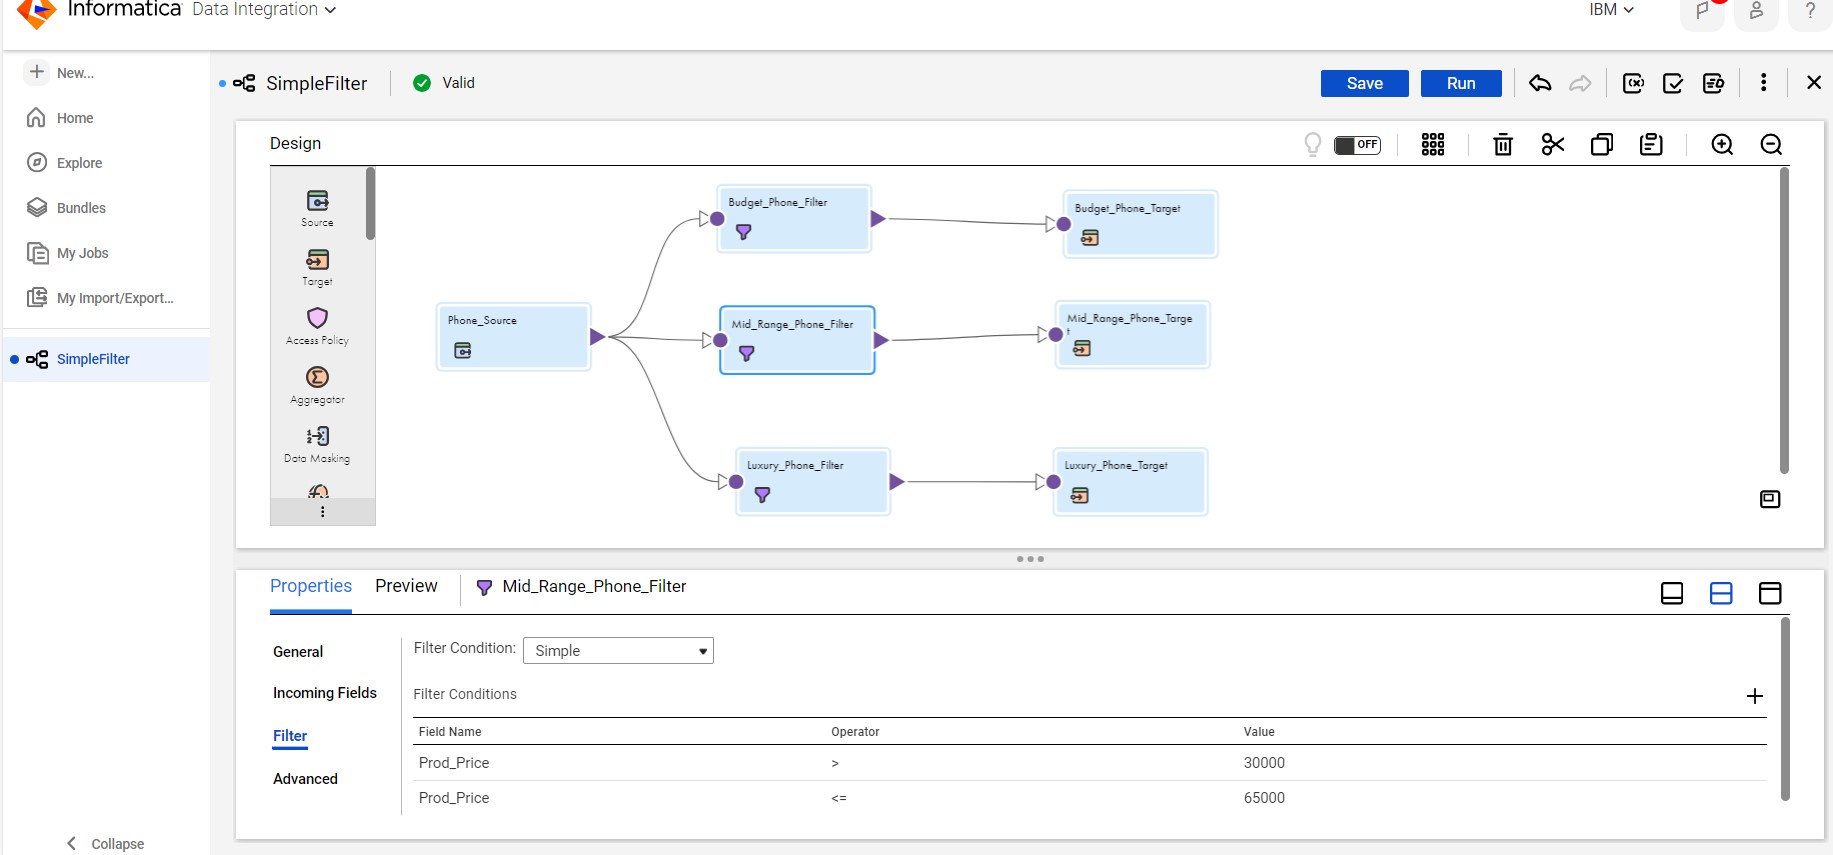 Informatica Data Integration
IBM
?
New...
Home
Explore
Bundles
My Jobs
My Import/Export...
SimpleFilter
Collapse
SimpleFilter
Valid
Save
Run
Design
OFF
Source
Target
Access Policy
Aggregator
Data Masking
Phone_Source
Budget_Phone_Filter
Mid_Range_Phone_Filter
Luxury_Phone_Filter
Budget_Phone_Target
Mid_Range_Phone_Targe
t
Luxury_Phone_Target
Properties
Preview
Mid_Range_Phone_Filter
General
Incoming Fields
Filter
Advanced
Filter Condition: Simple
Filter Conditions
Field Name Operator Value
Prod_Price > 30000
Prod_Price <= 65000